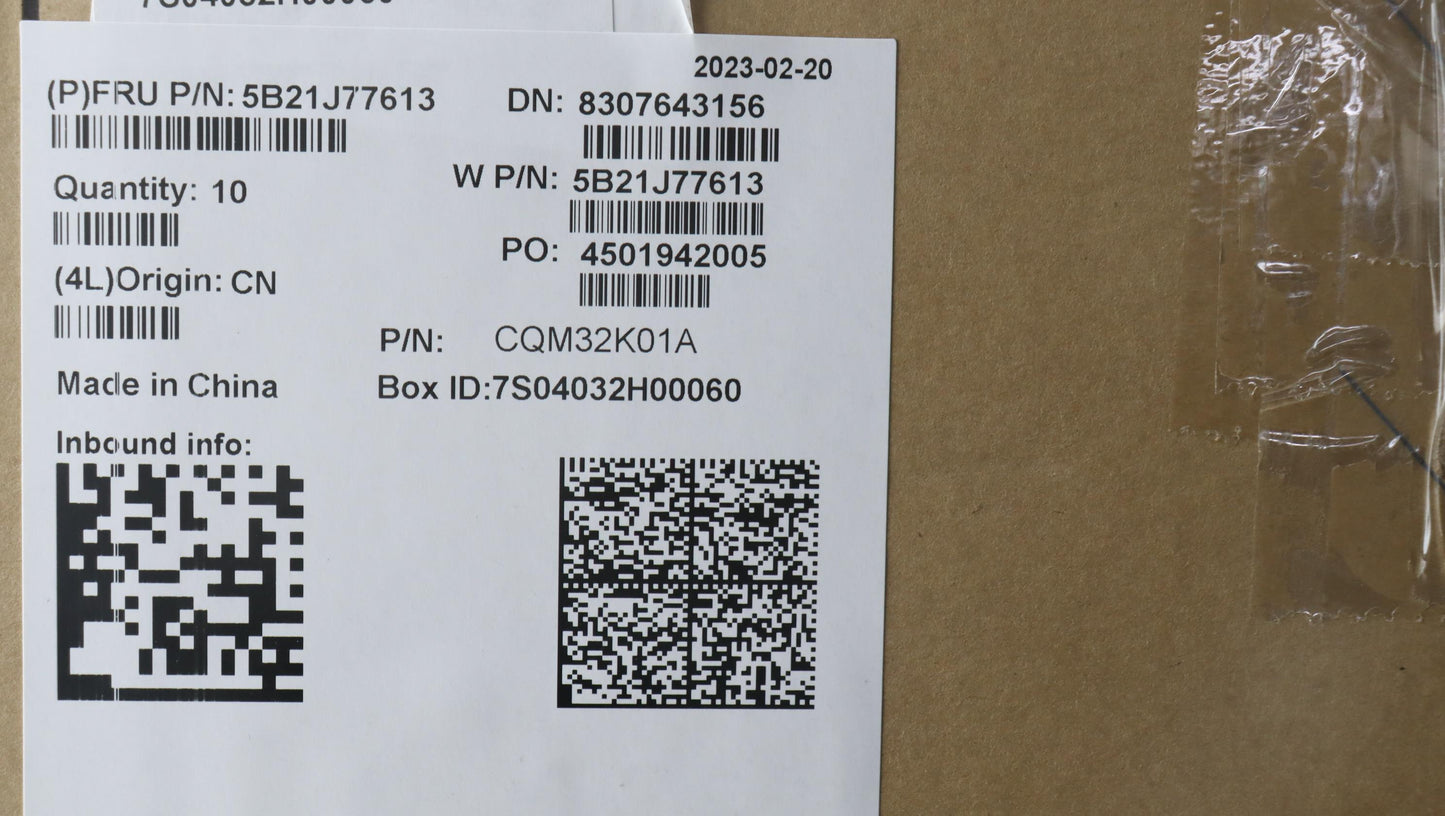 2023-02-20
(P)FRU P/N: 5B21J77613
DN: 8307643156
W P/N: 5B21J77613
Quantity: 10
PO: 4501942005
(4L)Origin: CN
P/N: CQM32K01A
Made in China
Box ID:7S04032H00060
Inbound info: